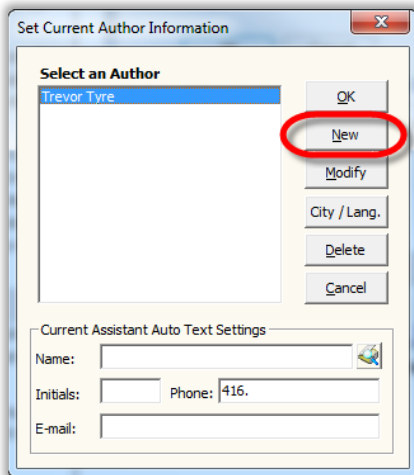 Set Current Author Information
x
Select an Author
Trevor Tyre
OK
New
Modify
City / Lang.
Delete
Cancel
Current Assistant Auto Text Settings
Name:
Initials:
Phone: 416.
E-mail: